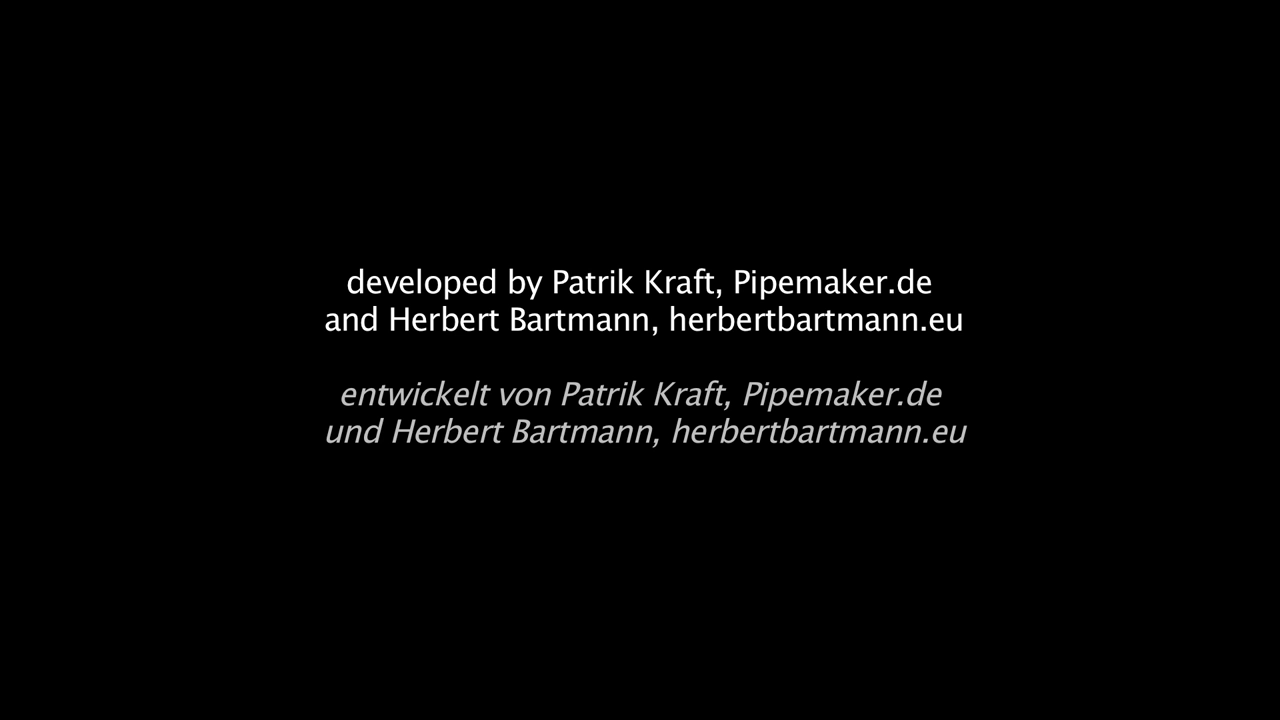 developed by Patrik Kraft, Pipemaker.de
and Herbert Bartmann, herbertbartmann.eu
entwickelt von Patrik Kraft, Pipemaker.de
und Herbert Bartmann, herbertbartmann.eu